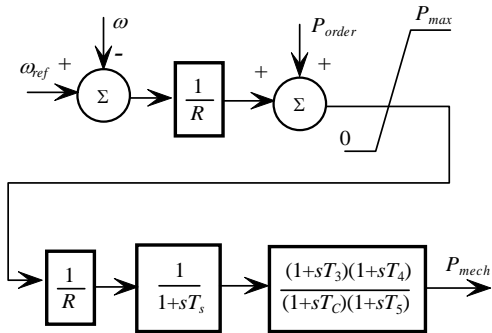 ω
P_order
P_max
ω_ref + -
Σ
1/R
+ +
Σ
0
1/R
1/(1+sT_s)
(1+sT_3)(1+sT_4)/(1+sT_C)(1+sT_5)
P_mech